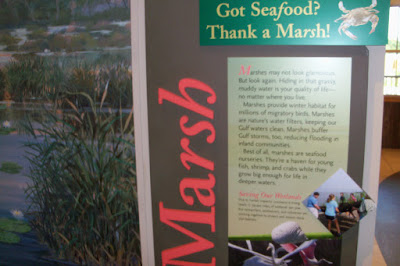 Got Seafood?
Thank a Marsh!
Marsh
Marshes may not look glamorous.
But look again. Hiding in that grassy,
muddy water is your quality of life—
no matter where you live.
Marshes provide winter habitat for
millions of migratory birds. Marshes
are nature's water filters, keeping our
Gulf waters clean. Marshes buffer
Gulf storms, too, reducing flooding in
inland communities.
Best of all, marshes are seafood
nurseries. They're a haven for young
fish, shrimp, and crabs while they
grow big enough for life in
deeper waters.
Saving Our Wetlands